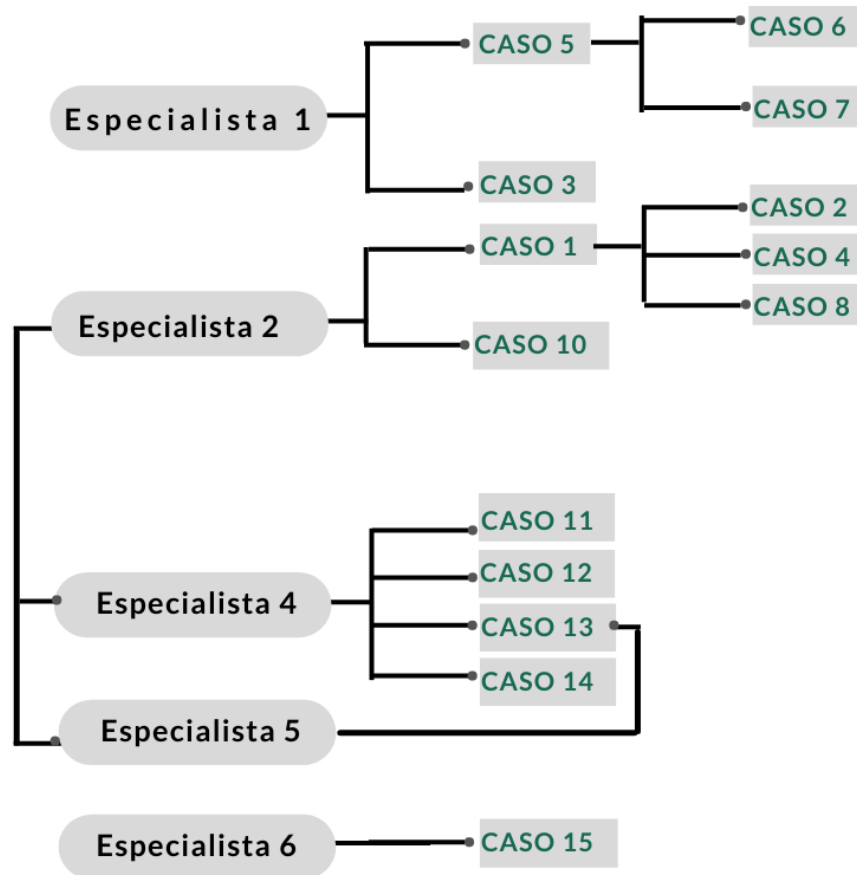 Especialista 1
CASO 5
CASO 6
CASO 7
CASO 3
Especialista 2
CASO 1
CASO 2
CASO 4
CASO 8
CASO 10
Especialista 4
CASO 11
CASO 12
CASO 13
CASO 14
Especialista 5
Especialista 6
CASO 15